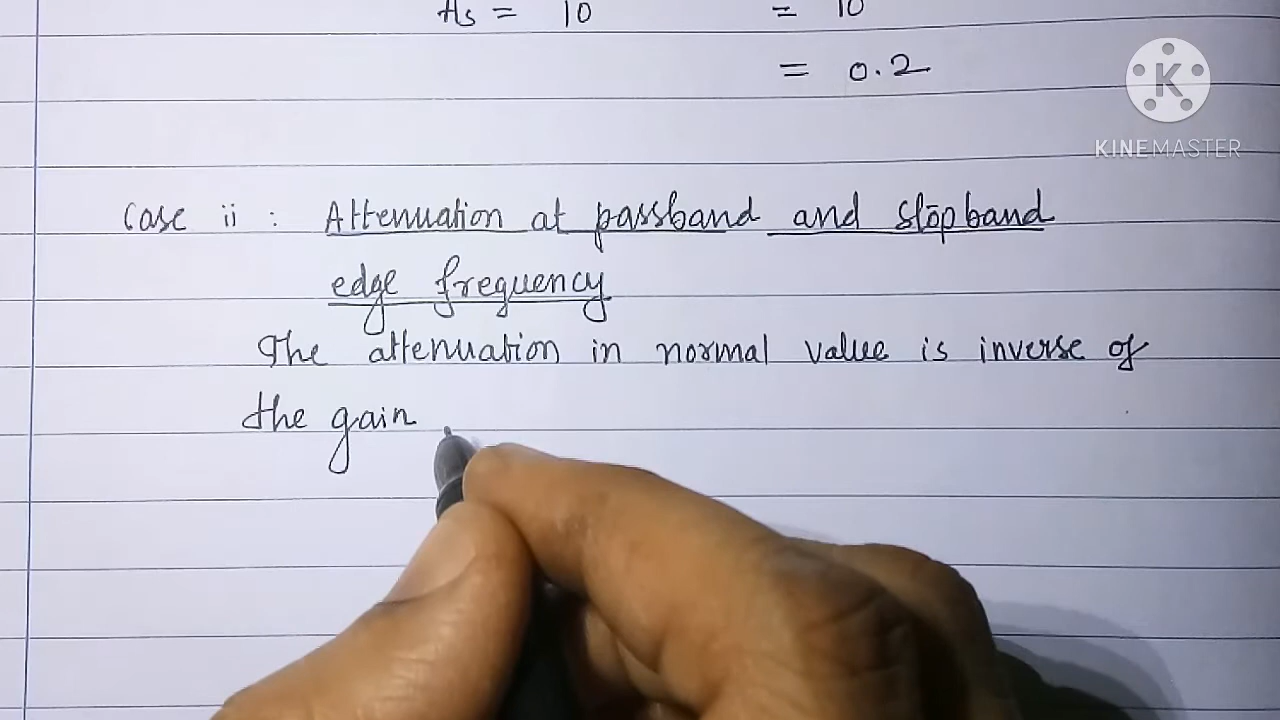 As = 10 = 10
= 0.2
K
KINEMASTER
Case ii : Attenuation at passband and stopband
edge frequency
The attenuation in normal value is inverse of
the gain